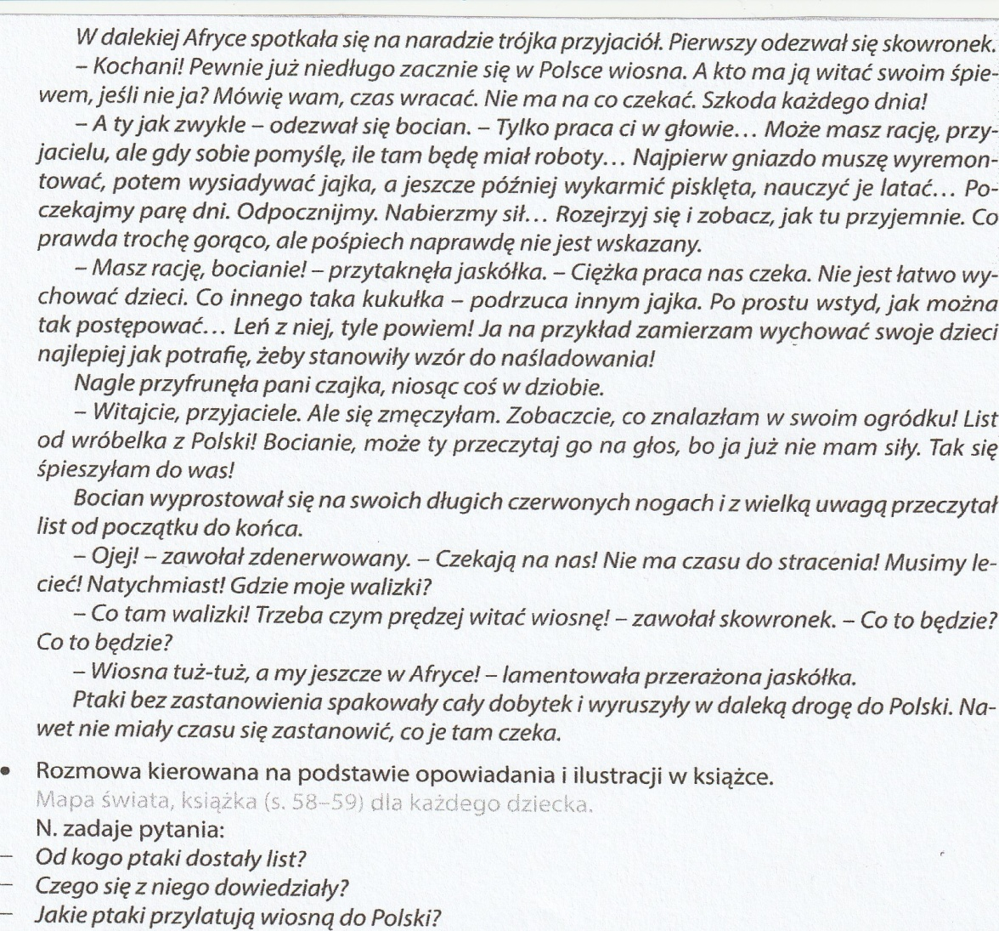 W dalekiej Afryce spotkała się na naradzie trójka przyjaciół. Pierwszy odezwał się skowronek.
– Kochani! Pewnie już niedługo zacznie się w Polsce wiosna. A kto ma ją witać swoim śpie-
wem, jeśli nie ja? Mówię wam, czas wracać. Nie ma na co czekać. Szkoda każdego dnia!
– A ty jak zwykle – odezwał się bocian. – Tylko praca ci w głowie... Może masz rację, przy-
jacielu, ale gdy sobie pomyślę, ile tam będę miał roboty... Najpierw gniazdo muszę wyremon-
tować, potem wysiadywać jajka, a jeszcze później wykarmić pisklęta, nauczyć je latać... Po-
czekajmy parę dni. Odpocznijmy. Nabierzmy sił... Rozejrzyj się i zobacz, jak tu przyjemnie. Co
prawda trochę gorąco, ale pośpiech naprawdę nie jest wskazany.
– Masz rację, bocianie! – przytaknęła jaskółka. – Ciężka praca nas czeka. Nie jest łatwo wy-
chować dzieci. Co innego taka kukułka – podrzuca innym jajka. Po prostu wstyd, jak można
tak postępować... Leń z niej, tyle powiem! Ja na przykład zamierzam wychować swoje dzieci
najlepiej jak potrafię, żeby stanowiły wzór do naśladowania!
Nagle przyfrunęła pani czajka, niosąc coś w dziobie.
– Witajcie, przyjaciele. Ale się zmęczyłam. Zobaczcie, co znalazłam w swoim ogródku! List
od wróbelka z Polski! Bocianie, może ty przeczytaj go na głos, bo ja już nie mam siły. Tak się
śpieszyłam do was!
Bocian wyprostował się na swoich długich czerwonych nogach i z wielką uwagą przeczytał
list od początku do końca.
– Ojej! – zawołał zdenerwowany. – Czekają na nas! Nie ma czasu do stracenia! Musimy le-
cieć! Natychmiast! Gdzie moje walizki?
– Co tam walizki! Trzeba czym prędzej witać wiosnę! – zawołał skowronek. – Co to będzie?
Co to będzie?
– Wiosna tuż-tuż, a my jeszcze w Afryce! – lamentowała przerażona jaskółka.
Ptaki bez zastanowienia spakowały cały dobytek i wyruszyły w daleką drogę do Polski. Na-
wet nie miały czasu się zastanowić, co je tam czeka.
• Rozmowa kierowana na podstawie opowiadania i ilustracji w książce.
Mapa świata, książka (s. 58–59) dla każdego dziecka.
N. zadaje pytania:
– Od kogo ptaki dostały list?
– Czego się z niego dowiedziały?
– Jakie ptaki przylatują wiosną do Polski?